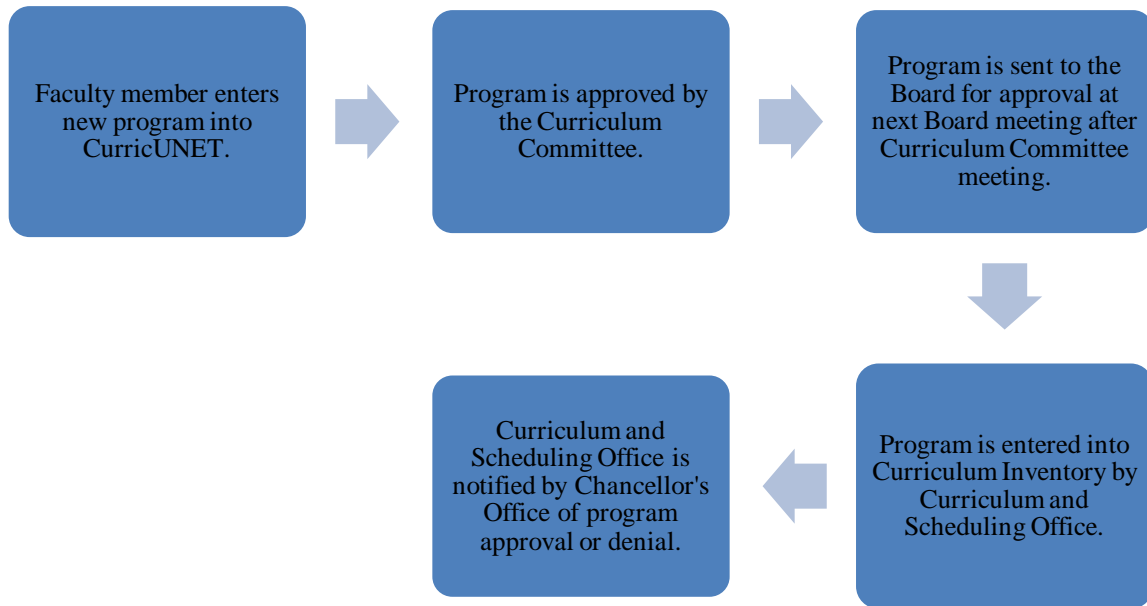 Faculty member enters
new program into
CurricUNET.
Program is approved by
the Curriculum
Committee.
Program is sent to the
Board for approval at
next Board meeting after
Curriculum Committee
meeting.
Program is entered into
Curriculum Inventory by
Curriculum and
Scheduling Office.
Curriculum and
Scheduling Office is
notified by Chancellor's
Office of program
approval or denial.